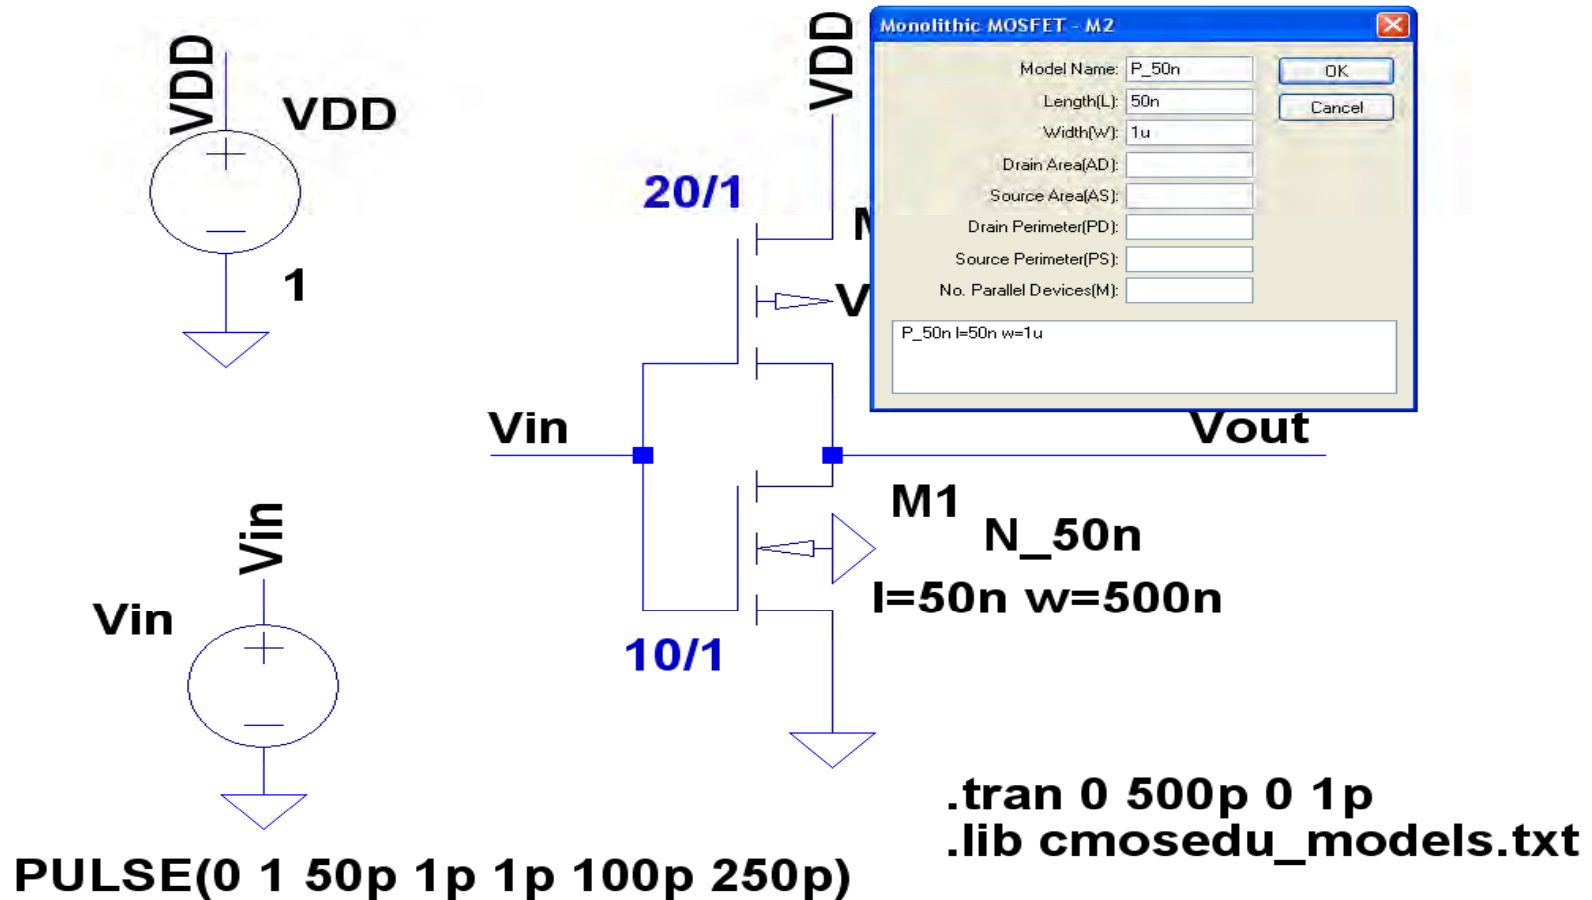 VDD
VDD
1
VDD
20/1
Monolithic MOSFET - M2
Model Name: P_50n
Length(L): 50n
Width(W): 1u
Drain Area(AD):
Source Area(AS):
Drain Perimeter(PD):
Source Perimeter(PS):
No. Parallel Devices(M):
OK
Cancel
P_50n l=50n w=1u
Vin
Vout
M1
N_50n
l=50n w=500n
10/1
Vin
Vin
PULSE(0 1 50p 1p 1p 100p 250p)
.tran 0 500p 0 1p
.lib cmosedu_models.txt